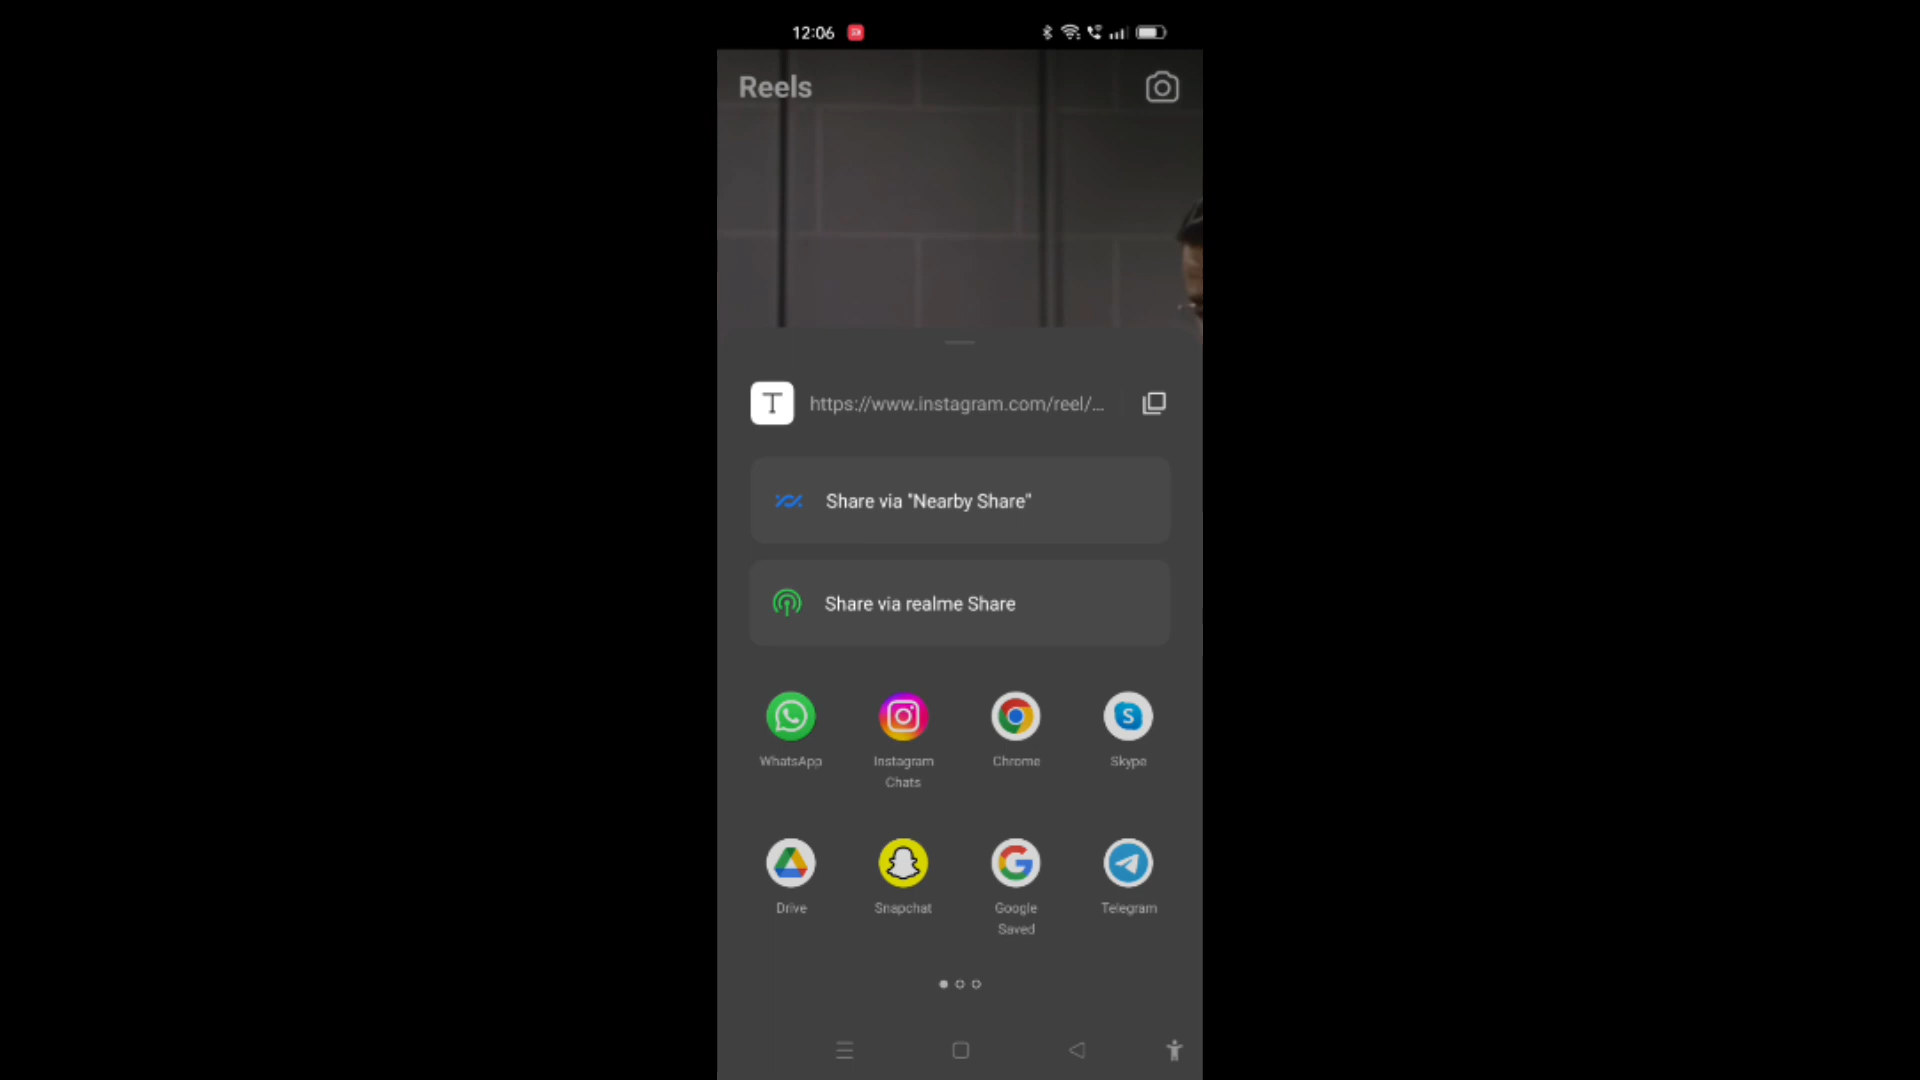 12:06
Reels
T https://www.instagram.com/reel/...
Share via "Nearby Share"
Share via realme Share
WhatsApp
Instagram
Chats
Chrome
Skype
Drive
Snapchat
Google
Saved
Telegram